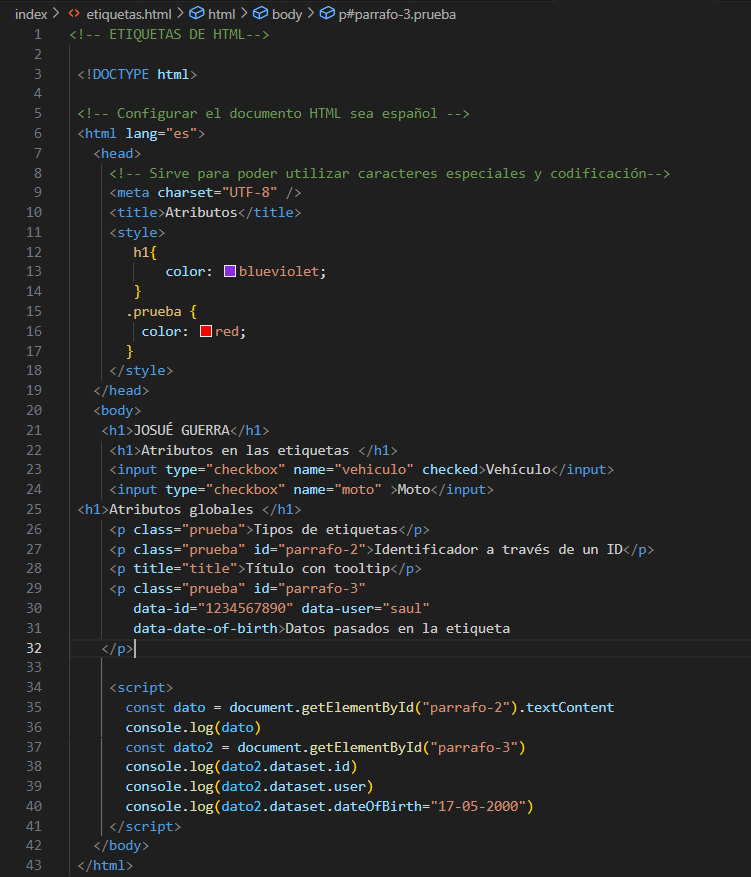 index > etiquetas.html > html > body > p#parrafo-3.prueba
1 <!-- ETIQUETAS DE HTML-->
2
3 <!DOCTYPE html>
4
5 <!-- Configurar el documento HTML sea español -->
6 <html lang="es">
7 <head>
8 <!-- Sirve para poder utilizar caracteres especiales y codificación-->
9 <meta charset="UTF-8" />
10 <title>Atributos</title>
11 <style>
12 h1{
13 color: blueviolet;
14 }
15 .prueba {
16 color: red;
17 }
18 </style>
19 </head>
20 <body>
21 <h1>JOSUÉ GUERRA</h1>
22 <h1>Atributos en las etiquetas </h1>
23 <input type="checkbox" name="vehiculo" checked>Vehículo</input>
24 <input type="checkbox" name="moto" >Moto</input>
25 <h1>Atributos globales </h1>
26 <p class="prueba">Tipos de etiquetas</p>
27 <p class="prueba" id="parrafo-2">Identificador a través de un ID</p>
28 <p title="title">Título con tooltip</p>
29 <p class="prueba" id="parrafo-3"
30 data-id="1234567890" data-user="saul"
31 data-date-of-birth>Datos pasados en la etiqueta
32 </p>
33
34 <script>
35 const dato = document.getElementById("parrafo-2").textContent
36 console.log(dato)
37 const dato2 = document.getElementById("parrafo-3")
38 console.log(dato2.dataset.id)
39 console.log(dato2.dataset.user)
40 console.log(dato2.dataset.dateOfBirth="17-05-2000")
41 </script>
42 </body>
43 </html>